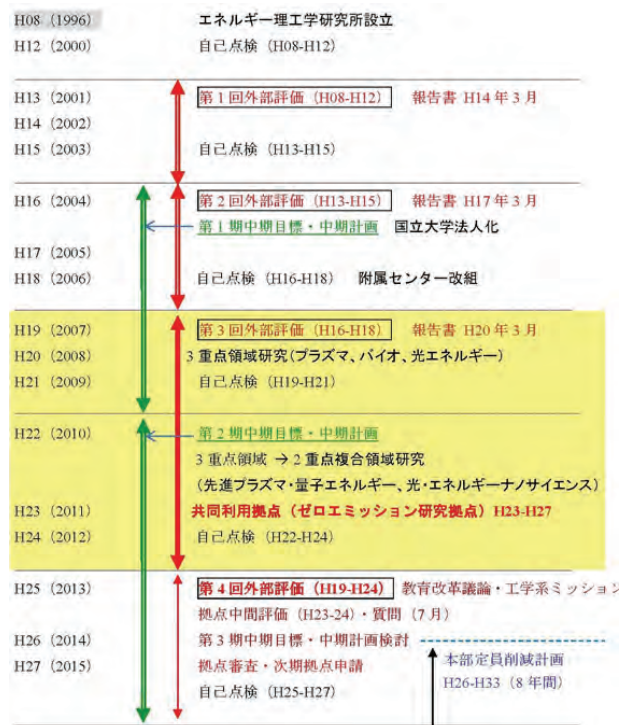 H08 (1996) エネルギー理工学研究所設立
H12 (2000) 自己点検 (H08-H12)
H13 (2001) 第1回外部評価 (H08-H12) 報告書 H14年3月
H14 (2002)
H15 (2003) 自己点検 (H13-H15)
H16 (2004) 第2回外部評価 (H13-H15) 報告書 H17年3月
第1期中期目標・中期計画 国立大学法人化
H17 (2005)
H18 (2006) 自己点検 (H16-H18) 附属センター改組
H19 (2007) 第3回外部評価 (H16-H18) 報告書 H20年3月
H20 (2008) 3重点領域研究(プラズマ、バイオ、光エネルギー)
H21 (2009) 自己点検 (H19-H21)
H22 (2010) 第2期中期目標・中期計画
3重点領域 → 2重点複合領域研究
(先進プラズマ・量子エネルギー、光・エネルギーナノサイエンス)
H23 (2011) 共同利用拠点(ゼロエミッション研究拠点) H23-H27
H24 (2012) 自己点検 (H22-H24)
H25 (2013) 第4回外部評価 (H19-H24) 教育改革議論・工学系ミッション
拠点中間評価 (H23-24)・質問 (7月)
H26 (2014) 第3期中期目標・中期計画検討
H27 (2015) 拠点審査・次期拠点申請 本部定員削減計画
自己点検 (H25-H27) H26-H33 (8年間)